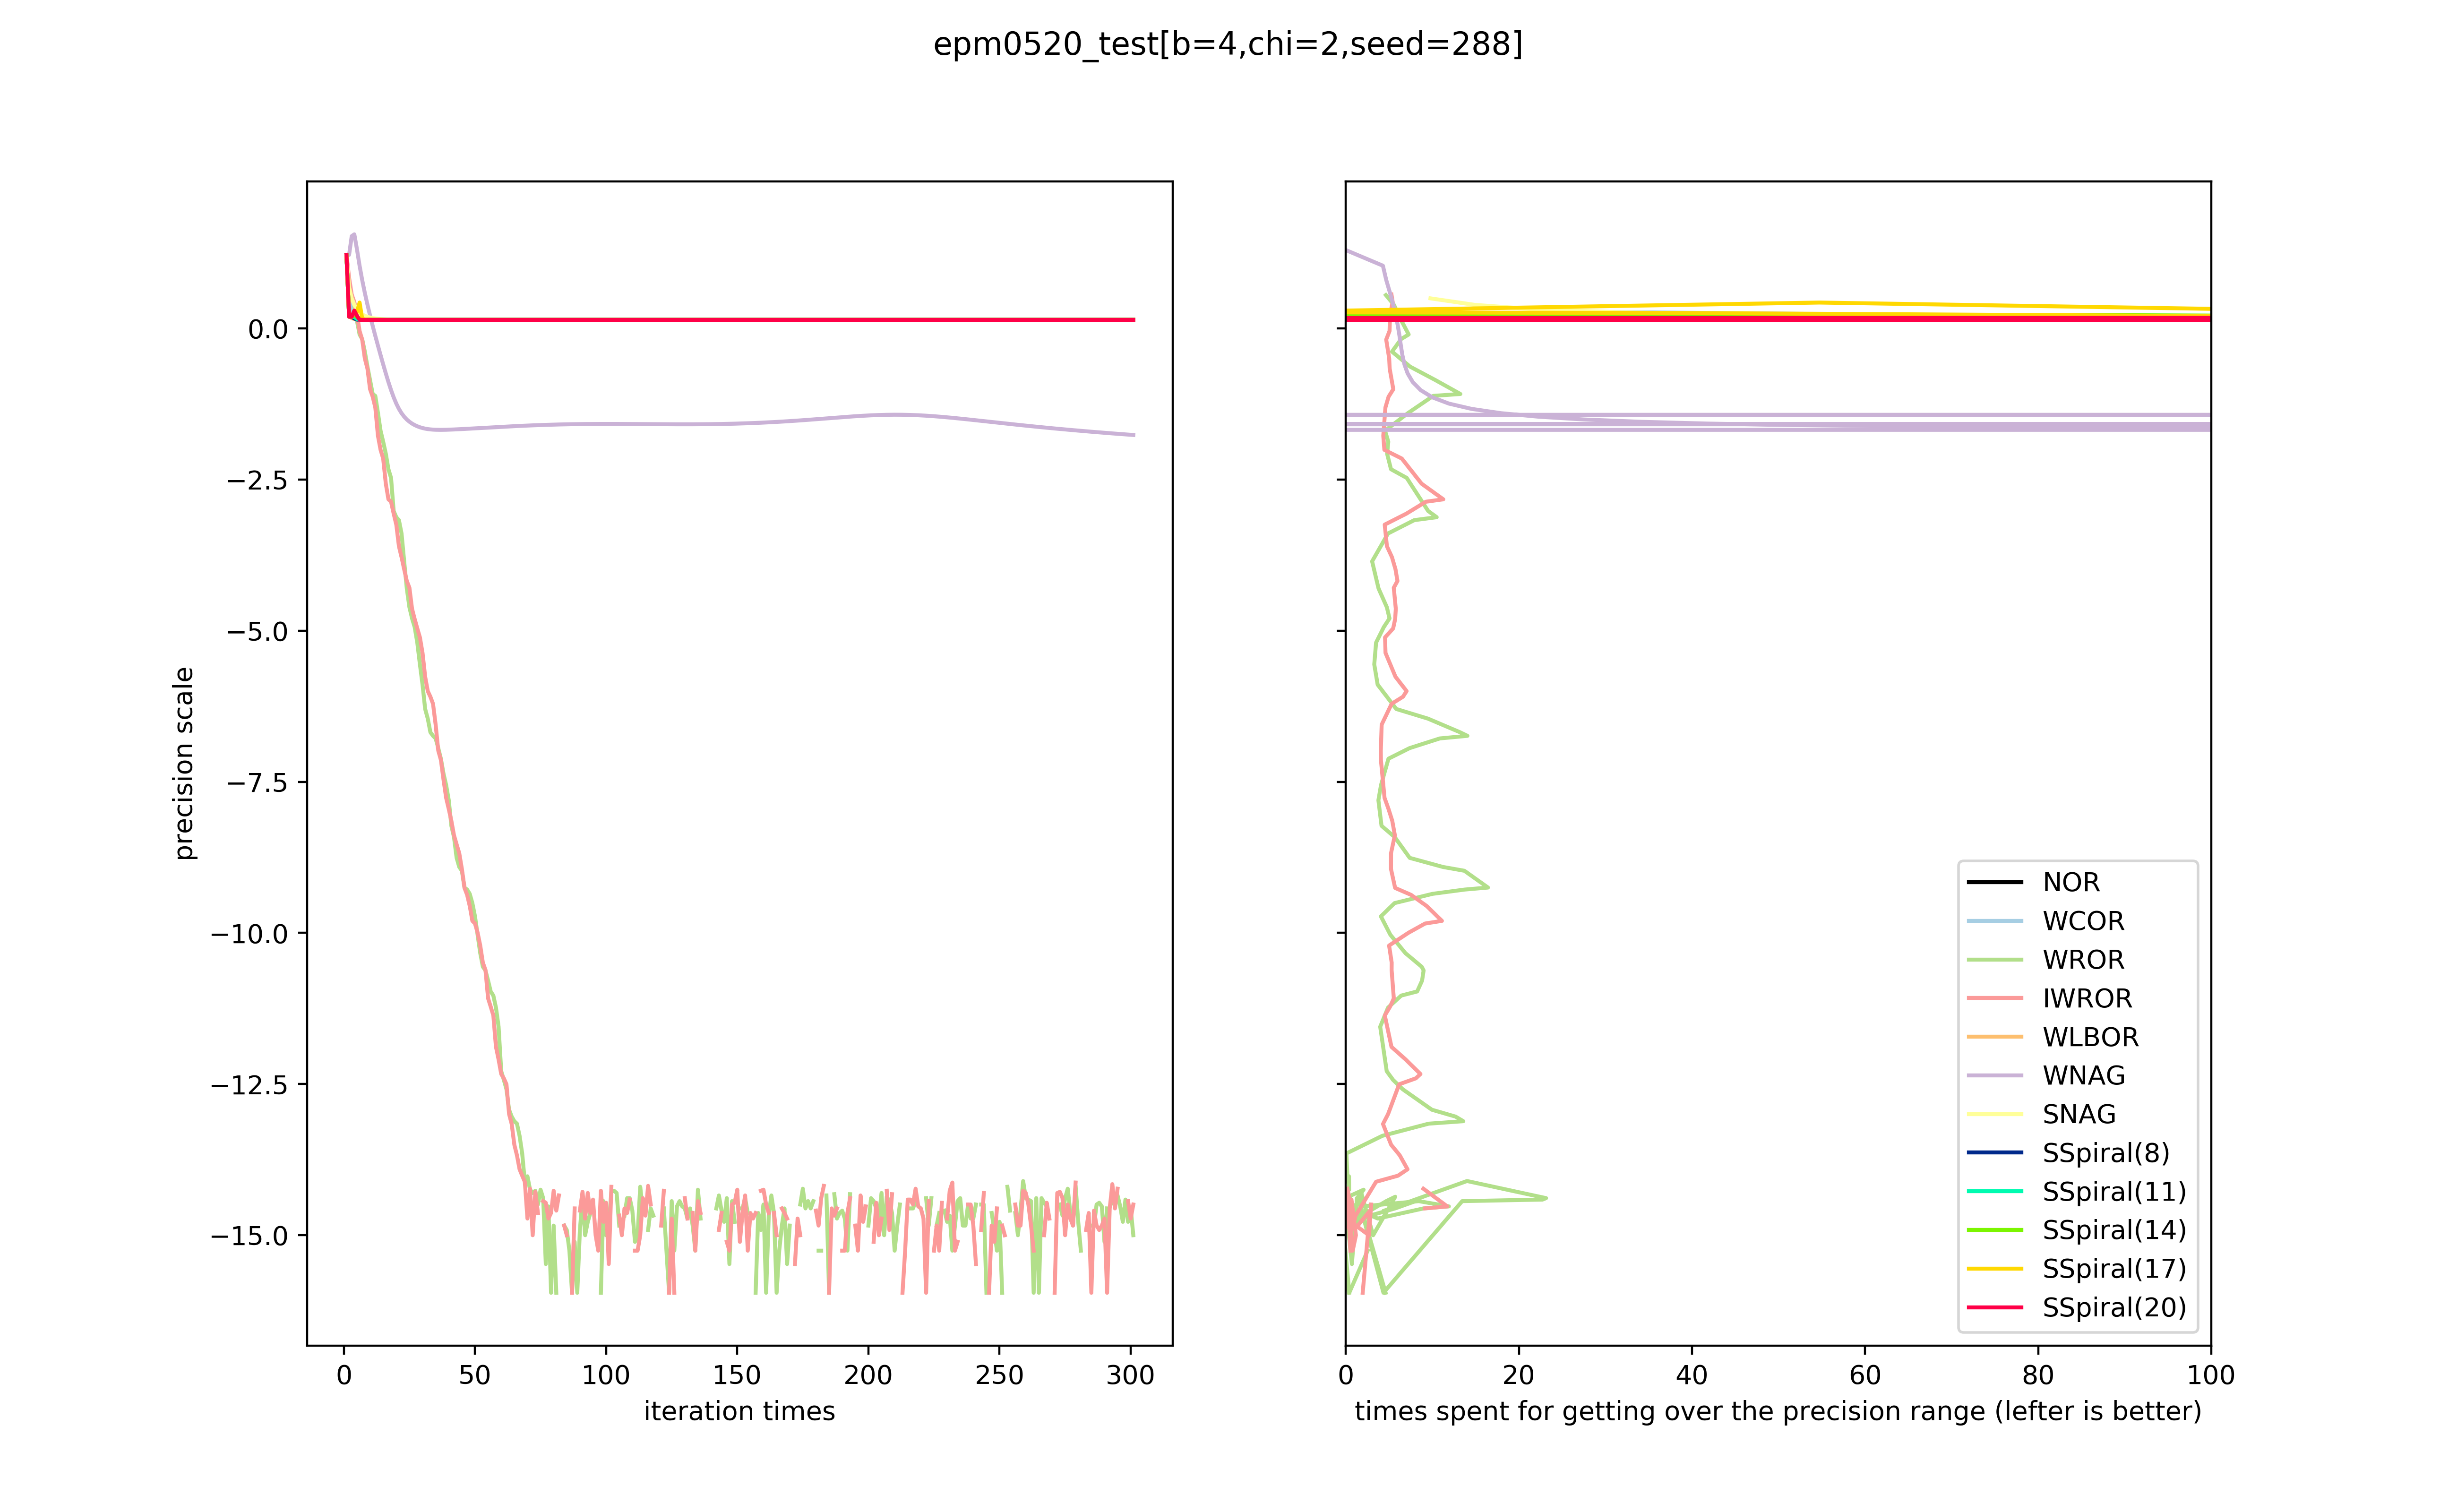 epm0520_test[b=4,chi=2,seed=288]
precision scale
0.0
−2.5
−5.0
−7.5
−10.0
−12.5
−15.0
0 50 100 150 200 250 300
iteration times
0 20 40 60 80 100
times spent for getting over the precision range (lefter is better)
NOR
WCOR
WROR
IWROR
WLBOR
WNAG
SNAG
SSpiral(8)
SSpiral(11)
SSpiral(14)
SSpiral(17)
SSpiral(20)